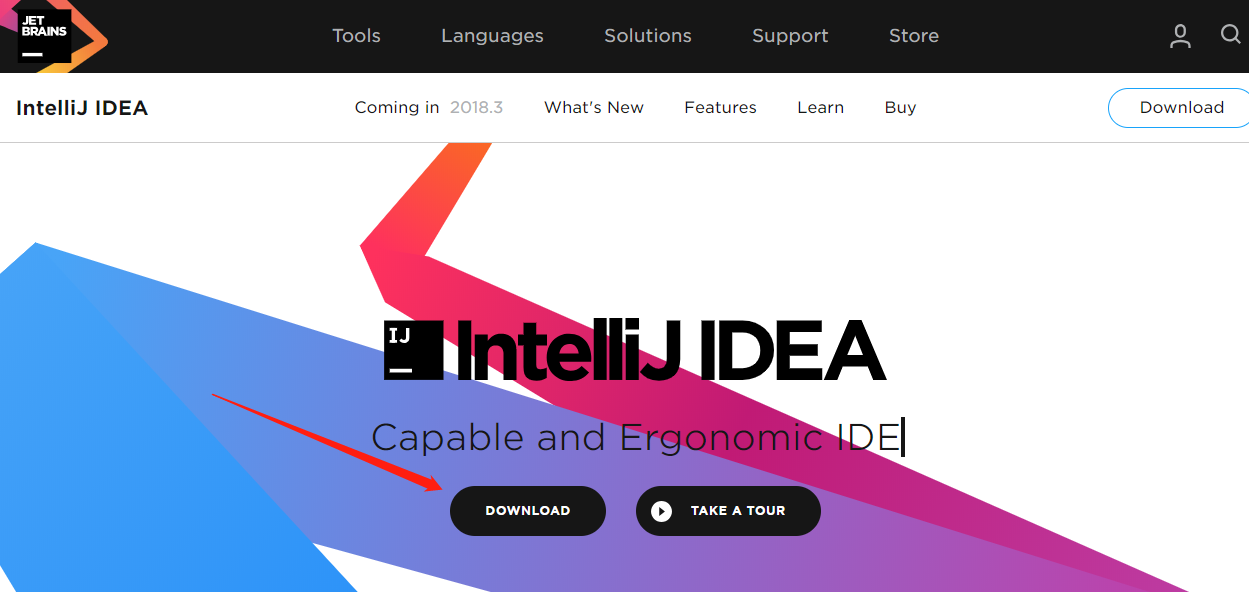 JET
BRAINS
Tools Languages Solutions Support Store
IntelliJ IDEA Coming in 2018.3 What's New Features Learn Buy Download
IJ IntelliJ IDEA
Capable and Ergonomic IDE
DOWNLOAD TAKE A TOUR